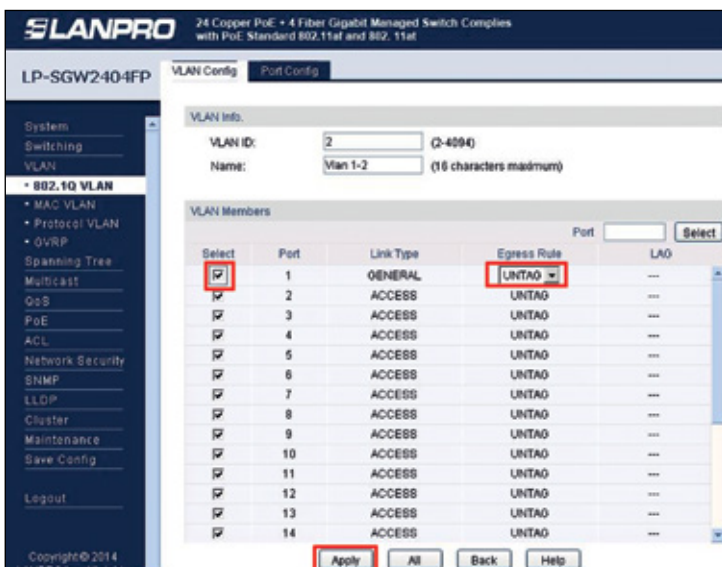 LANPRO
24 Copper PoE + 4 Fiber Gigabit Managed Switch Complies
with PoE Standard 802.11af and 802. 11at
LP-SGW2404FP
VLAN Config
Port Config
System
Switching
VLAN
• 802.1Q VLAN
• MAC VLAN
• Protocol VLAN
• GVRP
Spanning Tree
Multicast
QoS
PoE
ACL
Network Security
SNMP
LLDP
Cluster
Maintenance
Save Config
Logout
Copyright © 2014
VLAN Info.
VLAN ID: 2 (2-4094)
Name: Vlan 1-2 (16 characters maximum)
VLAN Members
Port Select
Select Port Link Type Egress Rule LAG
1 GENERAL UNTAG ---
2 ACCESS UNTAG ---
3 ACCESS UNTAG ---
4 ACCESS UNTAG ---
5 ACCESS UNTAG ---
6 ACCESS UNTAG ---
7 ACCESS UNTAG ---
8 ACCESS UNTAG ---
9 ACCESS UNTAG ---
10 ACCESS UNTAG ---
11 ACCESS UNTAG ---
12 ACCESS UNTAG ---
13 ACCESS UNTAG ---
14 ACCESS UNTAG ---
Apply All Back Help